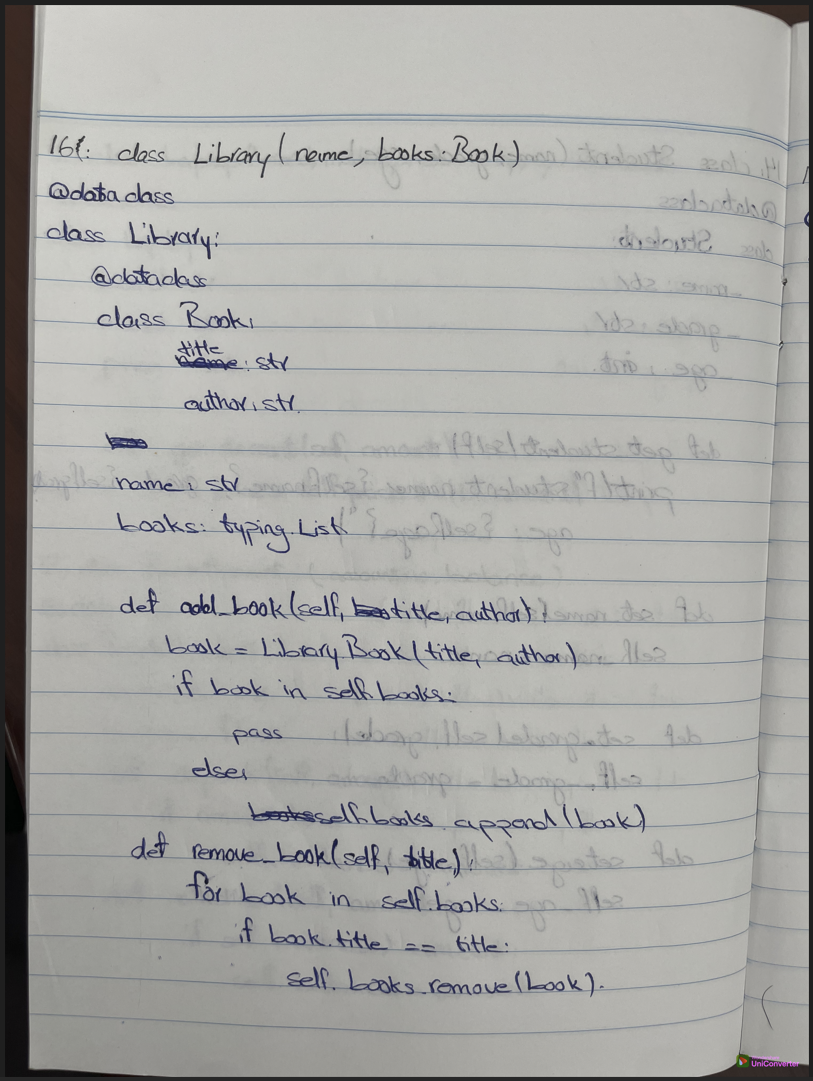 16: class Library(name, books: Book)
@dataclass
class Library:
@dataclass
class Book:
title
name: str
author: str
name: str
books: typing.List
def add_book(self, title, author):
book = Library.Book(title, author)
if book in self.books:
pass
else:
self.books.append(book)
def remove_book(self, title):
for book in self.books:
if book.title == title:
self.books.remove(book).
UniConverter